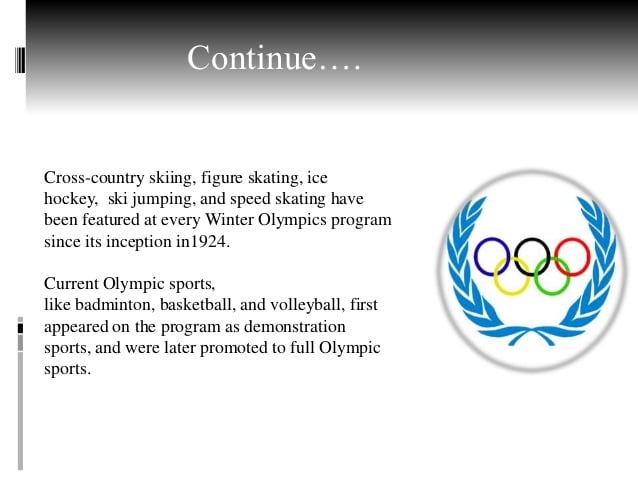 Continue….
Cross-country skiing, figure skating, ice
hockey,  ski jumping, and speed skating have
been featured at every Winter Olympics program
since its inception in1924.
Current Olympic sports,
like badminton, basketball, and volleyball, first
appeared on the program as demonstration
sports, and were later promoted to full Olympic
sports.